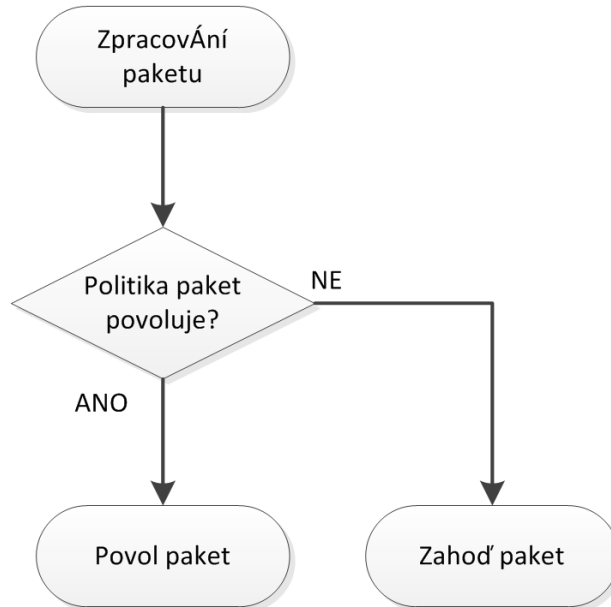 ZpracovÁní
paketu
Politika paket
povoluje?
NE
ANO
Povol paket
Zahoď paket